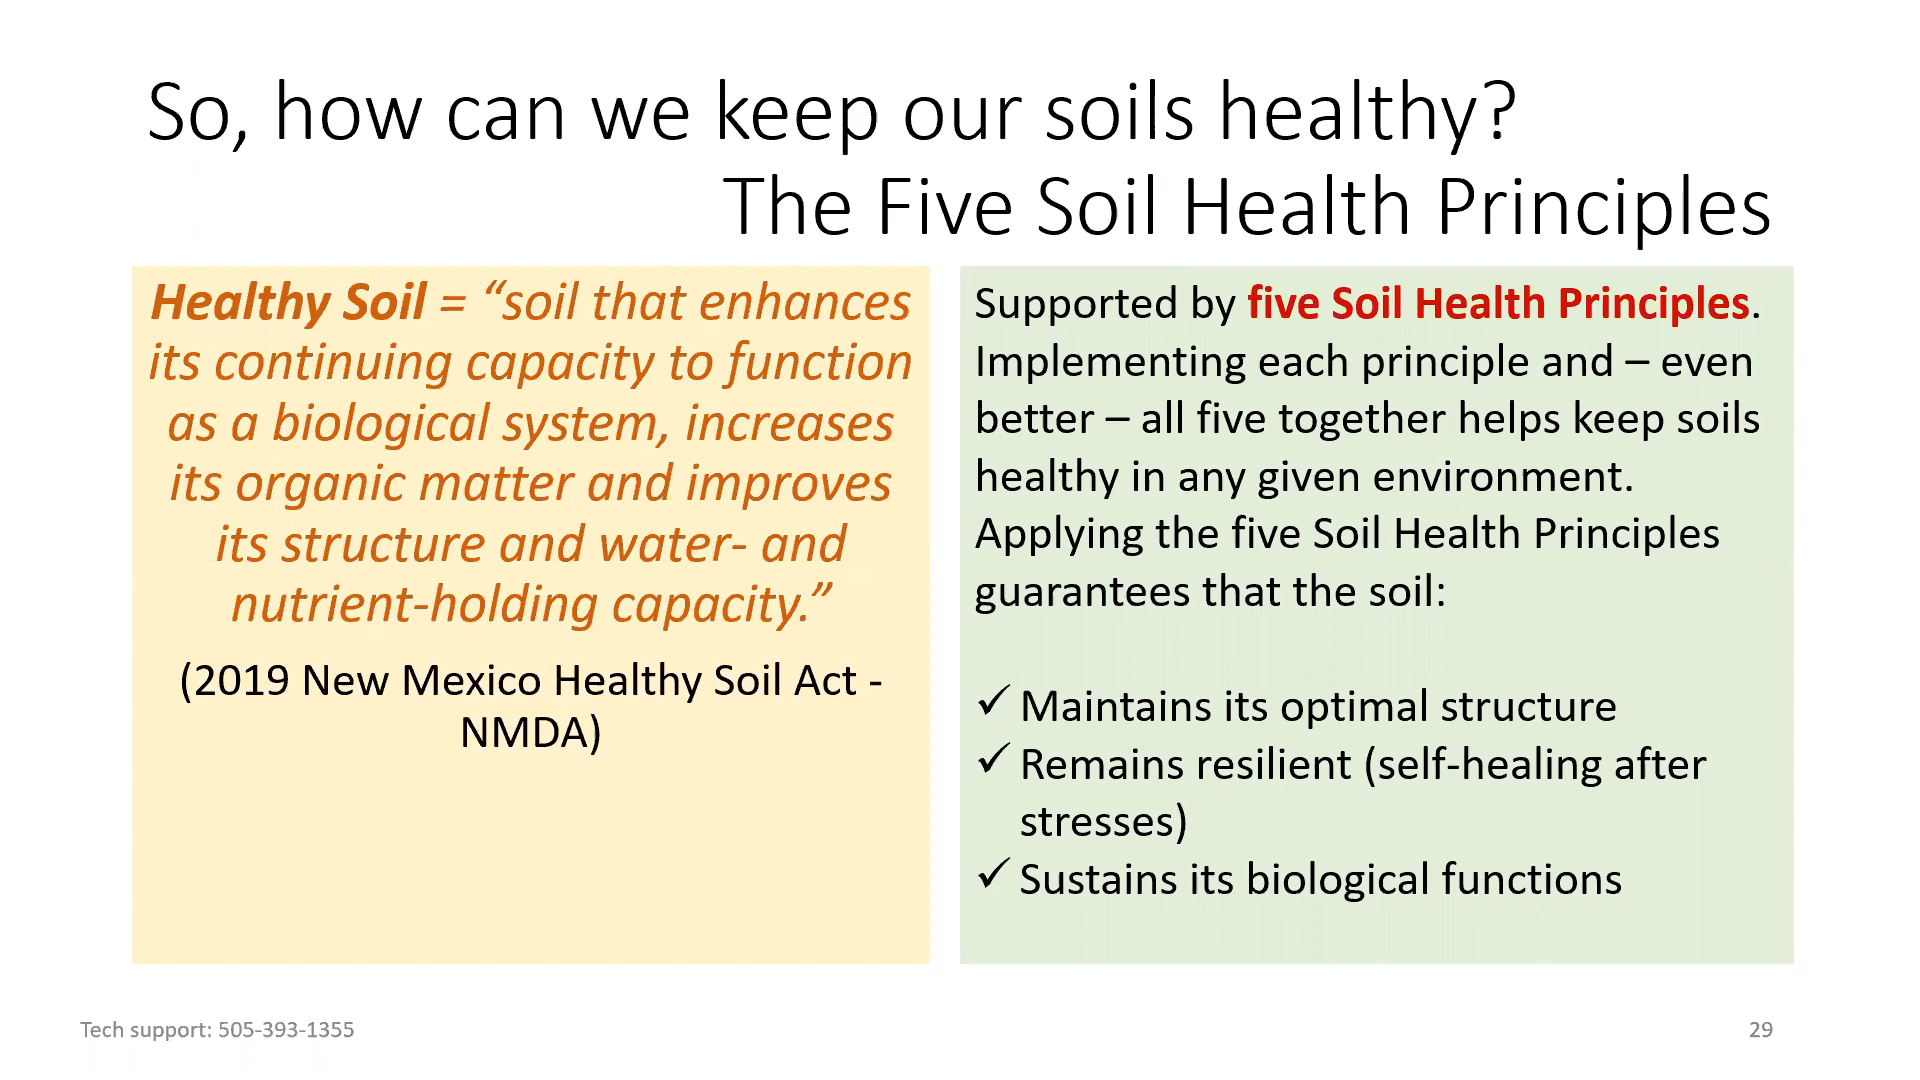 So, how can we keep our soils healthy?
The Five Soil Health Principles
Healthy Soil = “soil that enhances
its continuing capacity to function
as a biological system, increases
its organic matter and improves
its structure and water- and
nutrient-holding capacity.”
(2019 New Mexico Healthy Soil Act -
NMDA)
Supported by five Soil Health Principles.
Implementing each principle and – even
better – all five together helps keep soils
healthy in any given environment.
Applying the five Soil Health Principles
guarantees that the soil:
✓ Maintains its optimal structure
✓ Remains resilient (self-healing after
stresses)
✓ Sustains its biological functions
Tech support: 505-393-1355
29